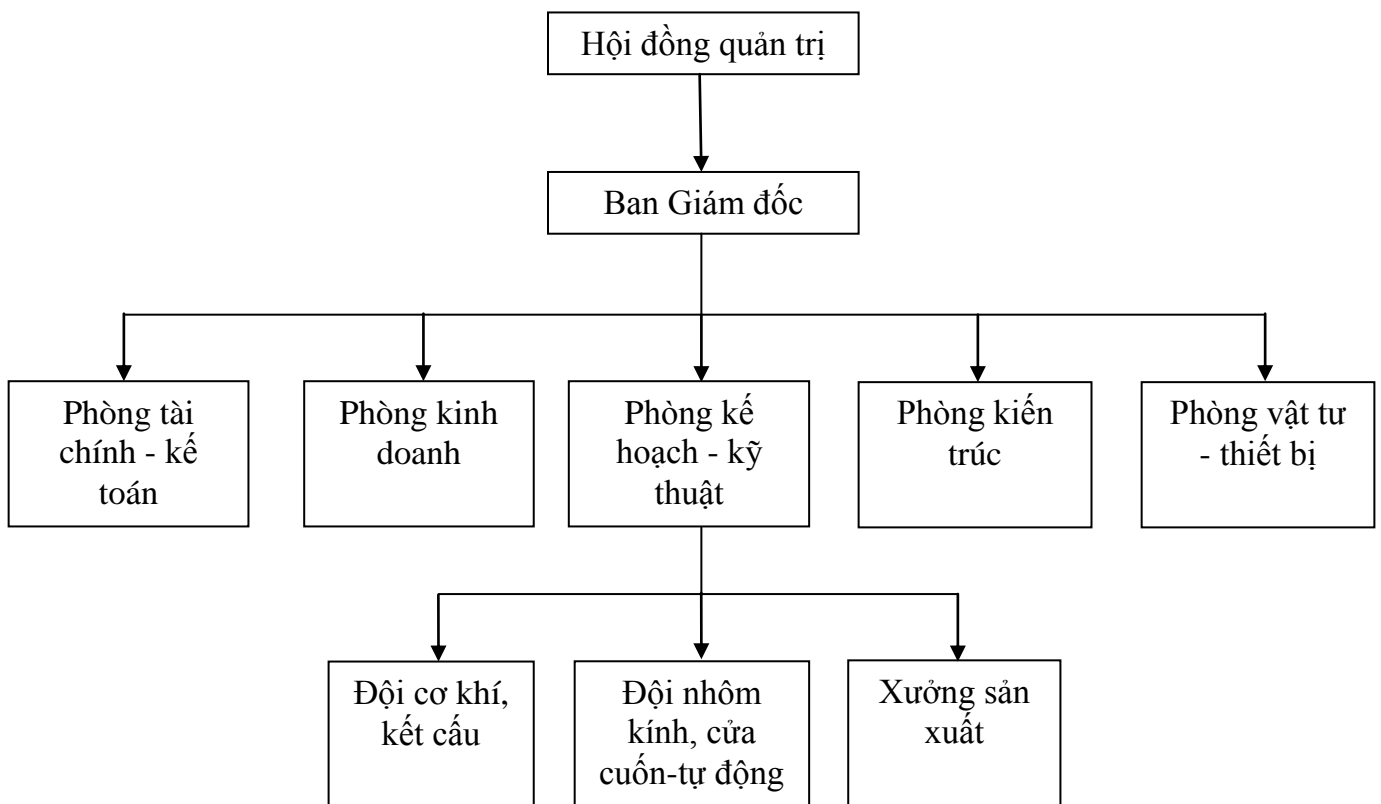 Hội đồng quản trị
Ban Giám đốc
Phòng tài
chính - kế
toán
Phòng kinh
doanh
Phòng kế
hoạch - kỹ
thuật
Phòng kiến
trúc
Phòng vật tư
- thiết bị
Đội cơ khí,
kết cấu
Đội nhôm
kính, cửa
cuốn-tự động
Xưởng sản
xuất